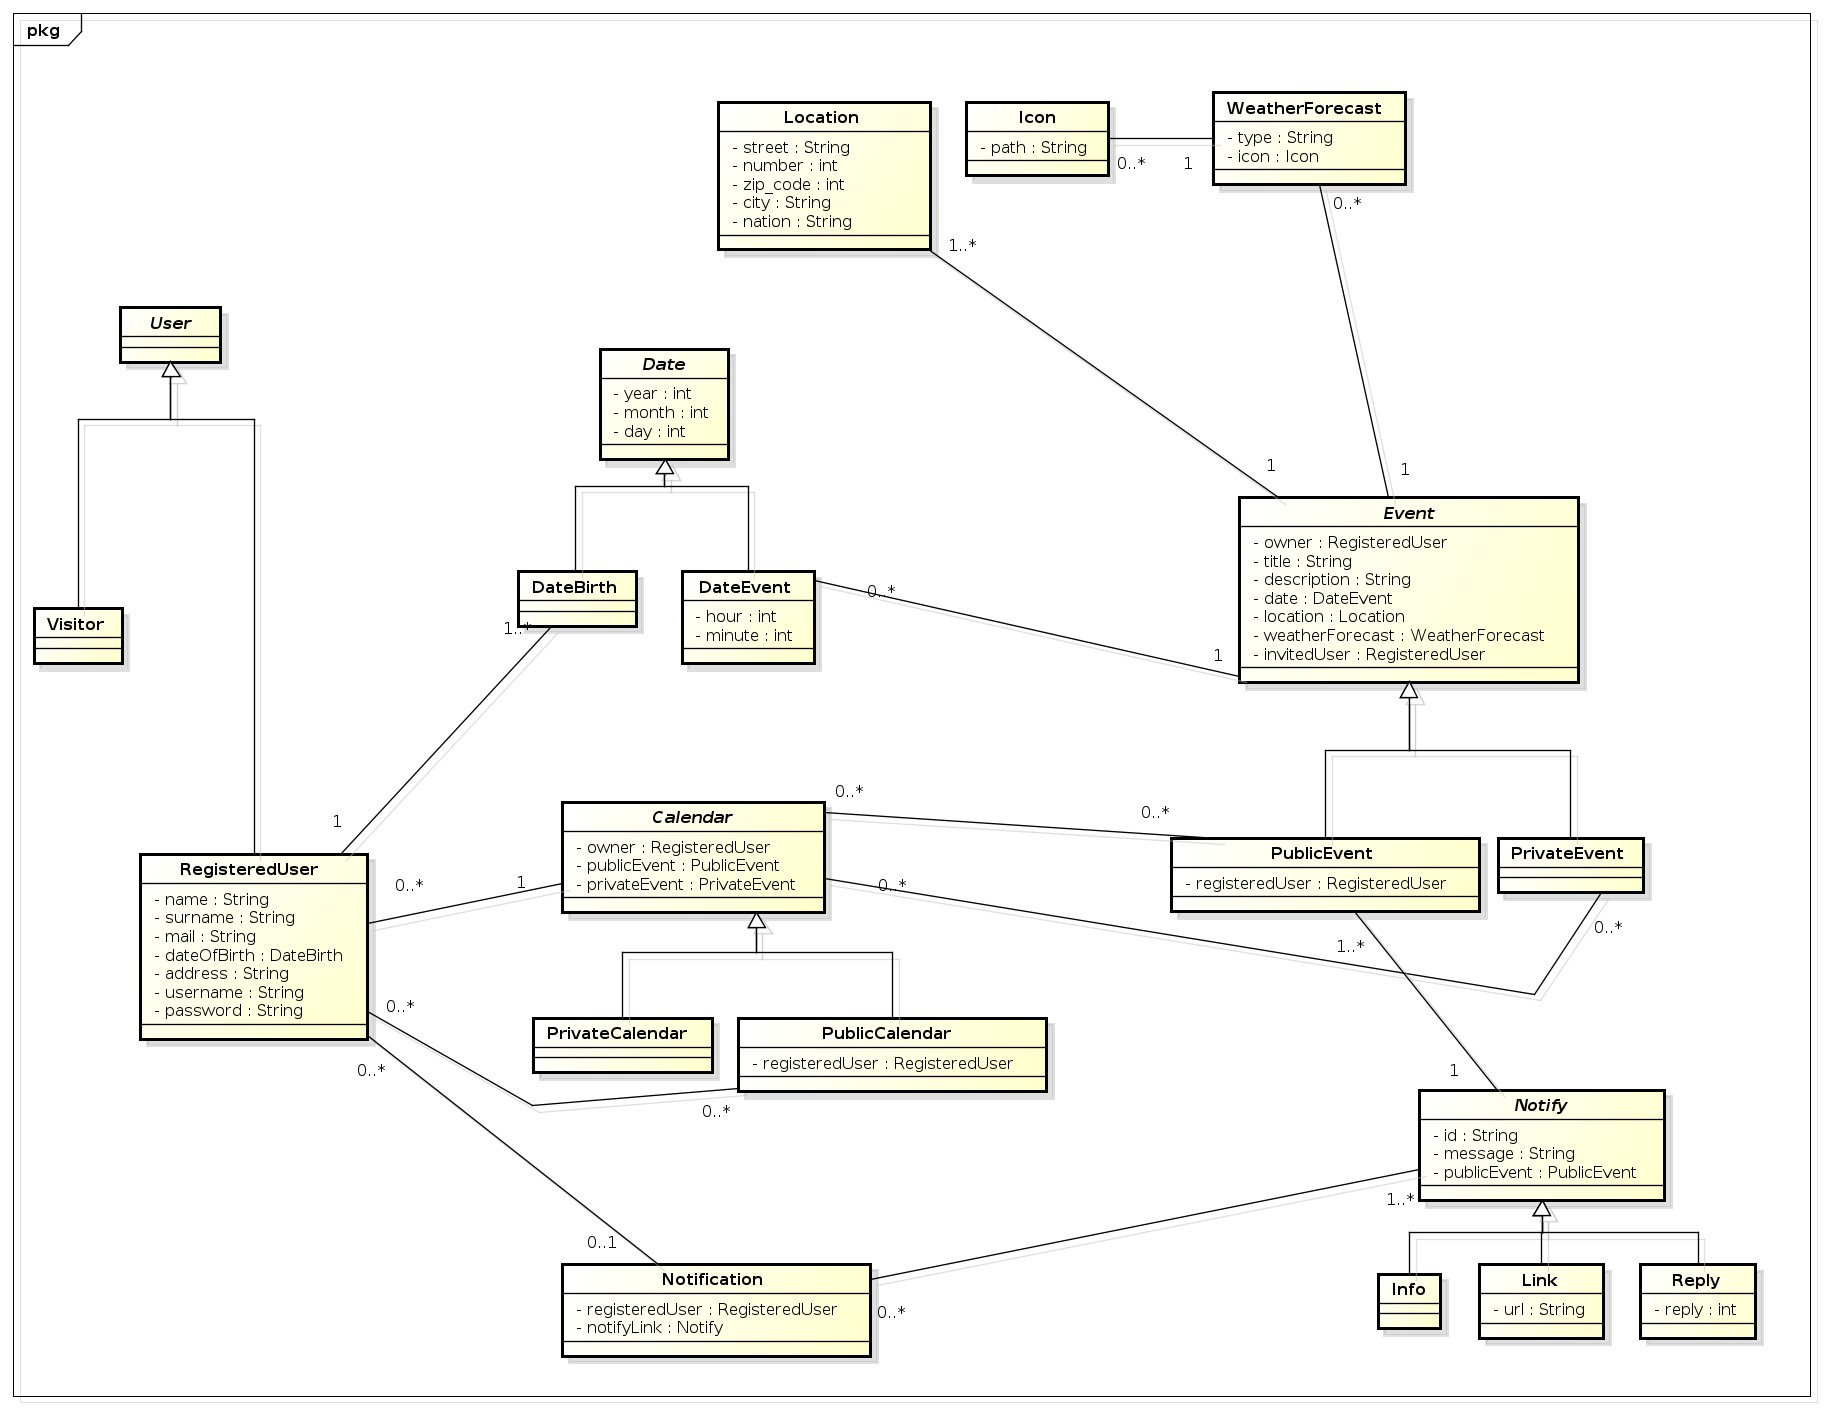 pkg
Location
- street : String
- number : int
- zip_code : int
- city : String
- nation : String
1..*
Icon
- path : String
0..*
1
WeatherForecast
- type : String
- icon : Icon
0..*
User
Date
- year : int
- month : int
- day : int
1
1
Event
- owner : RegisteredUser
- title : String
- description : String
- date : DateEvent
- location : Location
- weatherForecast : WeatherForecast
- invitedUser : RegisteredUser
DateBirth
1..*
DateEvent
- hour : int
- minute : int
0..*
1
Visitor
1
RegisteredUser
- name : String
- surname : String
- mail : String
- dateOfBirth : DateBirth
- address : String
- username : String
- password : String
0..*
1
Calendar
- owner : RegisteredUser
- publicEvent : PublicEvent
- privateEvent : PrivateEvent
0..*
0..*
0..*
PublicEvent
- registeredUser : RegisteredUser
PrivateEvent
0..*
1..*
0..*
0..*
PrivateCalendar
PublicCalendar
- registeredUser : RegisteredUser
0..*
1
Notify
- id : String
- message : String
- publicEvent : PublicEvent
1..*
0..1
Notification
- registeredUser : RegisteredUser
- notifyLink : Notify
0..*
Info
Link
- url : String
Reply
- reply : int